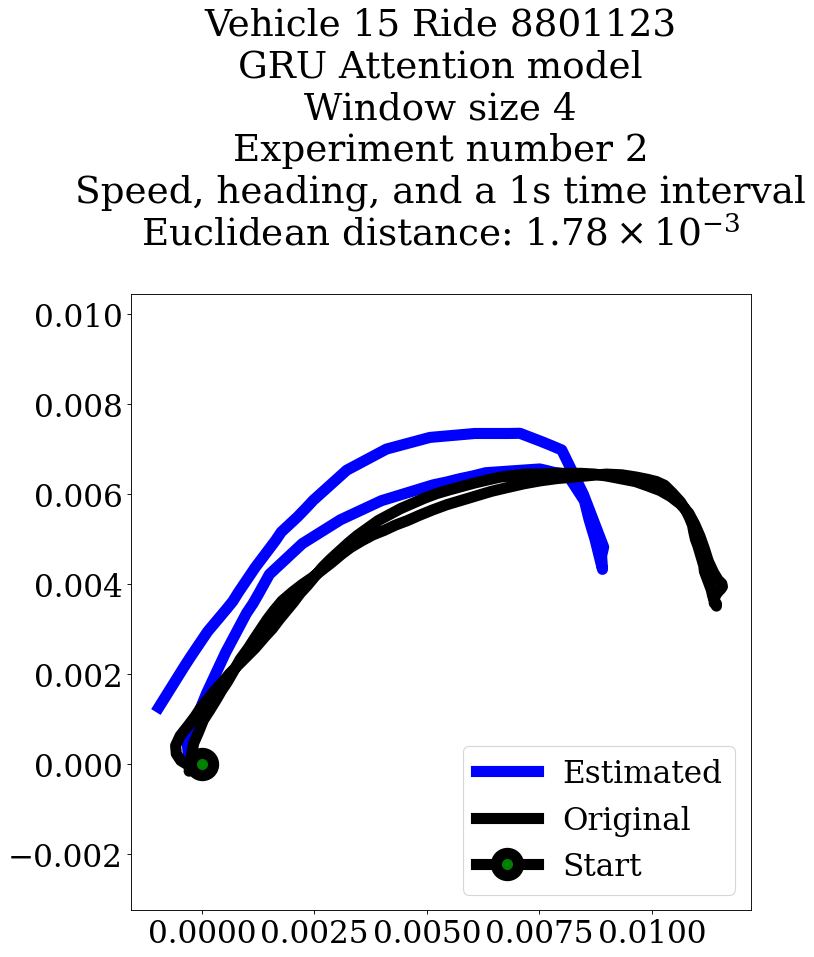 Vehicle 15 Ride 8801123
GRU Attention model
Window size 4
Experiment number 2
Speed, heading, and a 1s time interval
Euclidean distance: 1.78 × 10⁻³
0.010
0.008
0.006
0.004
0.002
0.000
−0.002
0.0000 0.0025 0.0050 0.0075 0.0100
Estimated
Original
Start